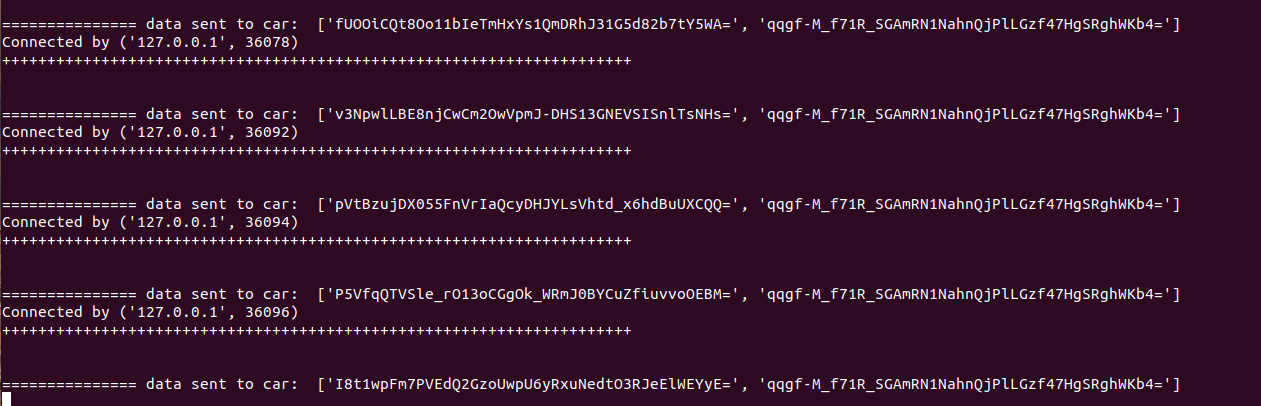 =============== data sent to car:  ['fUOOiCQt8Oo11bIeTmHxYs1QmDRhJ31G5d82b7tY5WA=', 'qqgf-M_f71R_SGAmRN1NahnQjPlLGzf47HgSRghWKb4=']
Connected by ('127.0.0.1', 36078)
++++++++++++++++++++++++++++++++++++++++++++++++++++++++++++++++++++++
=============== data sent to car:  ['v3NpwlLBE8njCwCm2OwVpmJ-DHS13GNEVSISnlTsNHs=', 'qqgf-M_f71R_SGAmRN1NahnQjPlLGzf47HgSRghWKb4=']
Connected by ('127.0.0.1', 36092)
++++++++++++++++++++++++++++++++++++++++++++++++++++++++++++++++++++++
=============== data sent to car:  ['pVtBzujDX055FnVrIaQcyDHJYLsVhtd_x6hdBuUXCQQ=', 'qqgf-M_f71R_SGAmRN1NahnQjPlLGzf47HgSRghWKb4=']
Connected by ('127.0.0.1', 36094)
++++++++++++++++++++++++++++++++++++++++++++++++++++++++++++++++++++++
=============== data sent to car:  ['P5VfqQTVSle_rO13oCGgOk_WRmJ0BYCuZfiuvvoOEBM=', 'qqgf-M_f71R_SGAmRN1NahnQjPlLGzf47HgSRghWKb4=']
Connected by ('127.0.0.1', 36096)
++++++++++++++++++++++++++++++++++++++++++++++++++++++++++++++++++++++
=============== data sent to car:  ['I8t1wpFm7PVEdQ2GzoUwpU6yRxuNedtO3RJeElWEYyE=', 'qqgf-M_f71R_SGAmRN1NahnQjPlLGzf47HgSRghWKb4=']